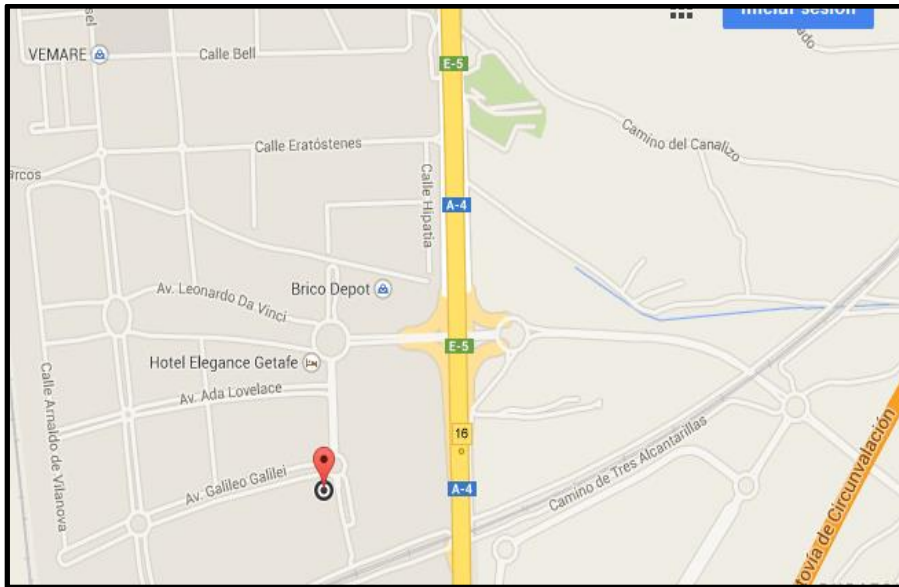 Iniciar sesión
VEMARE
Calle Bell
E-5
Camino del Canalizo
Calle Eratóstenes
Calle Hipatia
A-4
Av. Leonardo Da Vinci
Brico Depot
E-5
Hotel Elegance Getafe
Av. Ada Lovelace
Calle Arnaldo de Vilanova
16
Camino de Tres Alcantarillas
Av. Galileo Galilei
A-4